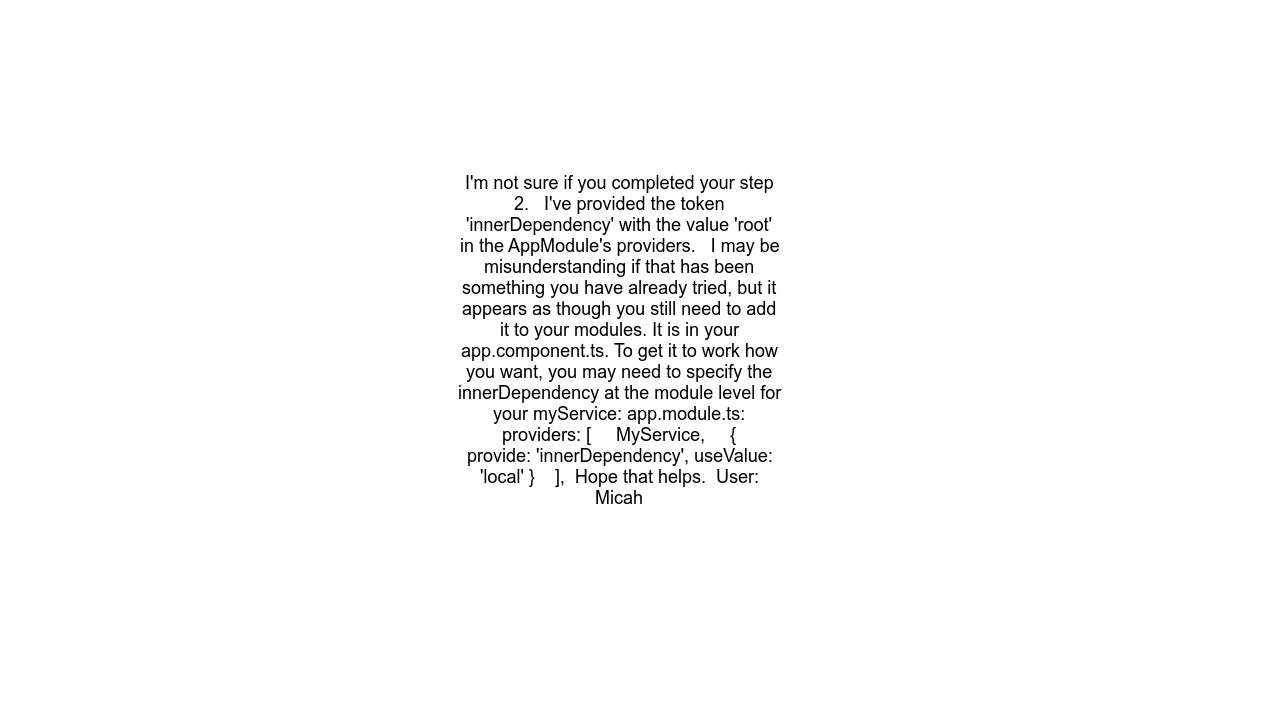 I'm not sure if you completed your step
2.   I've provided the token
'innerDependency' with the value 'root'
in the AppModule's providers.   I may be
misunderstanding if that has been
something you have already tried, but it
appears as though you still need to add
it to your modules. It is in your
app.component.ts. To get it to work how
you want, you may need to specify the
innerDependency at the module level for
your myService: app.module.ts:
providers: [     MyService,     {
provide: 'innerDependency', useValue:
'local' }    ],  Hope that helps.  User:
Micah